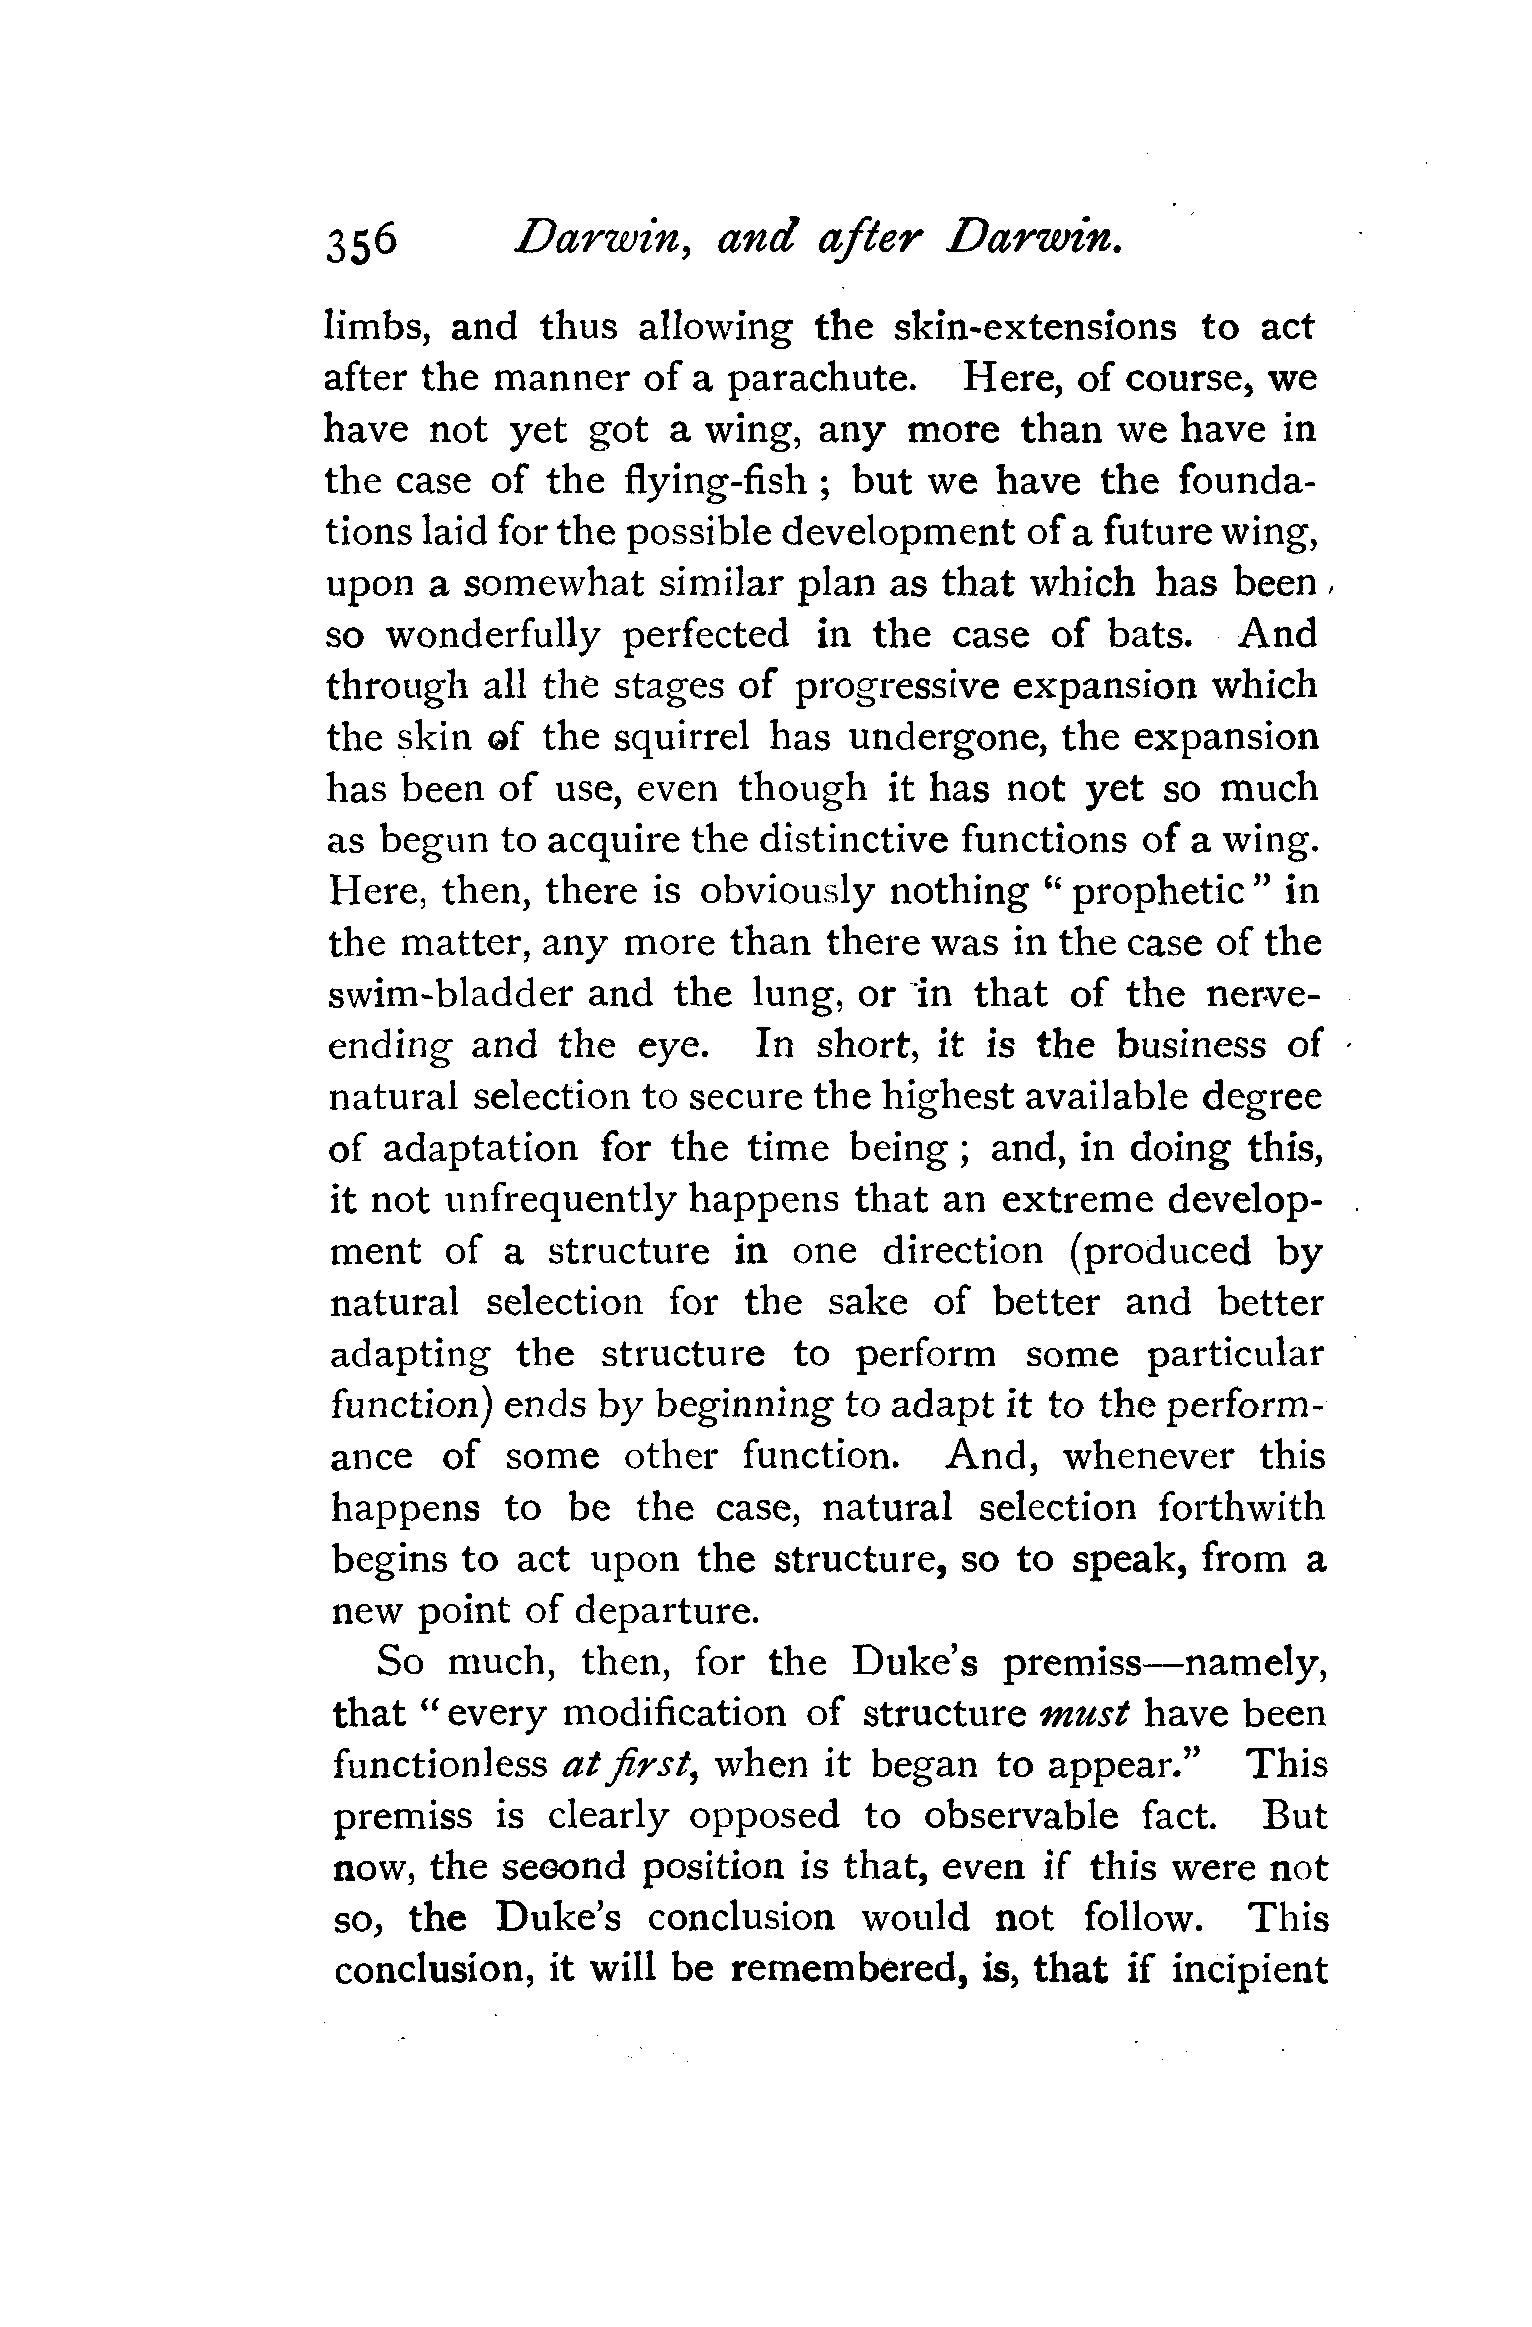 356 Darwin, and after Darwin.
limbs, and thus allowing the skin-extensions to act
after the manner of a parachute. Here, of course, we
have not yet got a wing, any more than we have in
the case of the flying-fish ; but we have the founda-
tions laid for the possible development of a future wing,
upon a somewhat similar plan as that which has been
so wonderfully perfected in the case of bats. And
through all the stages of progressive expansion which
the skin of the squirrel has undergone, the expansion
has been of use, even though it has not yet so much
as begun to acquire the distinctive functions of a wing.
Here, then, there is obviously nothing “ prophetic ” in
the matter, any more than there was in the case of the
swim-bladder and the lung, or in that of the nerve-
ending and the eye. In short, it is the business of
natural selection to secure the highest available degree
of adaptation for the time being ; and, in doing this,
it not unfrequently happens that an extreme develop-
ment of a structure in one direction (produced by
natural selection for the sake of better and better
adapting the structure to perform some particular
function) ends by beginning to adapt it to the perform-
ance of some other function. And, whenever this
happens to be the case, natural selection forthwith
begins to act upon the structure, so to speak, from a
new point of departure.
So much, then, for the Duke’s premiss—namely,
that “ every modification of structure must have been
functionless at first, when it began to appear.” This
premiss is clearly opposed to observable fact. But
now, the second position is that, even if this were not
so, the Duke’s conclusion would not follow. This
conclusion, it will be remembered, is, that if incipient